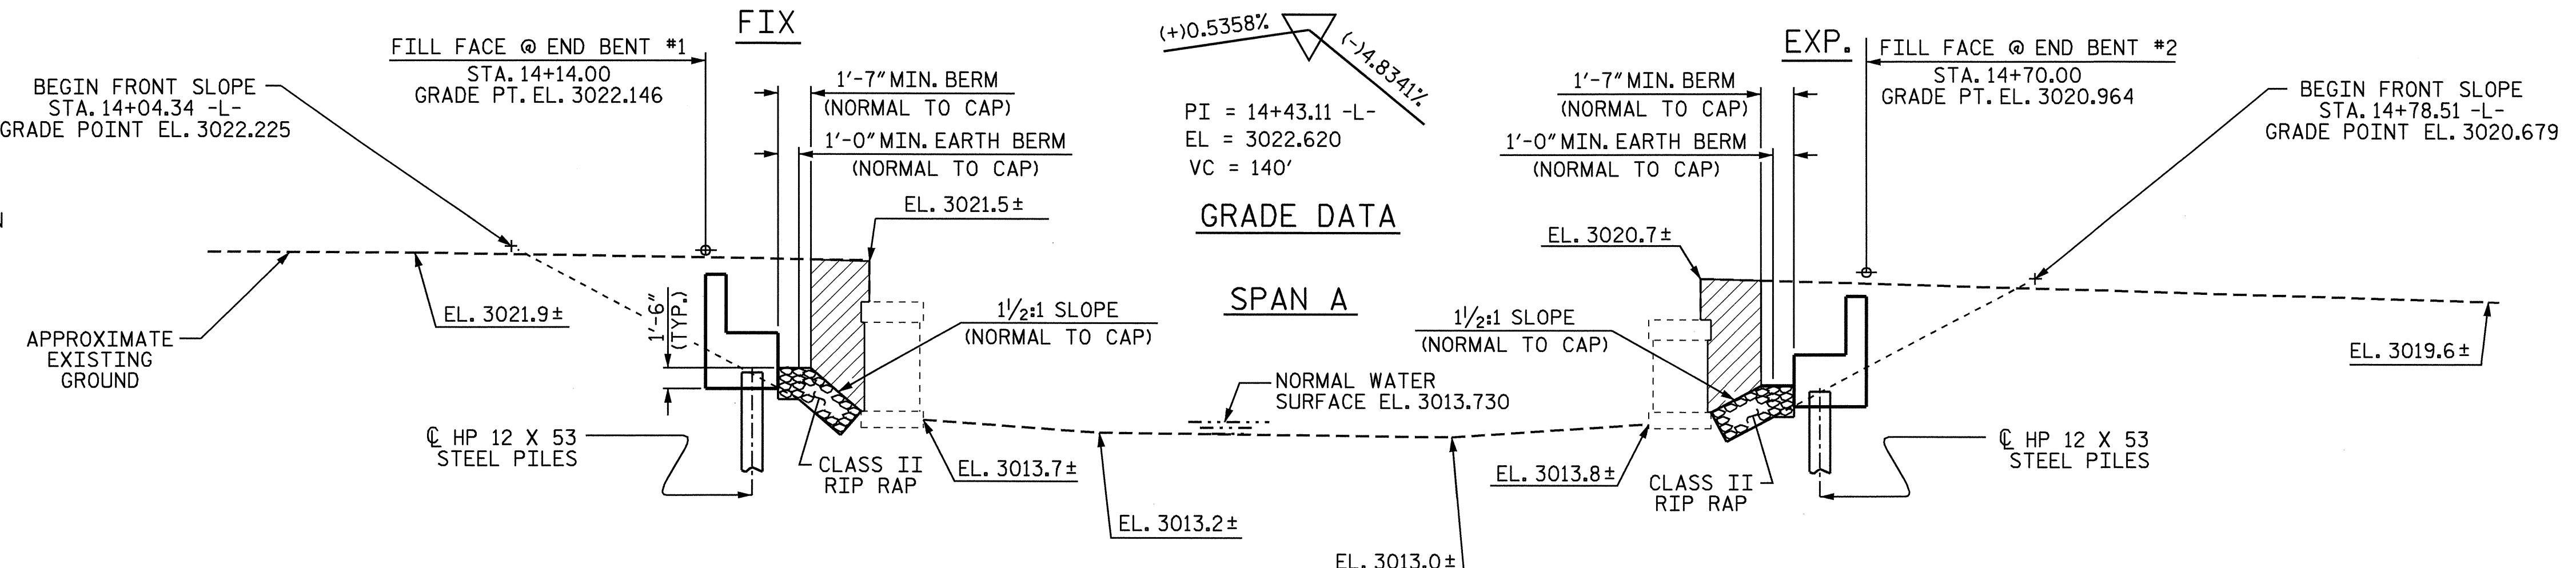 FIX
FILL FACE @ END BENT #1
STA. 14+14.00
GRADE PT. EL. 3022.146
BEGIN FRONT SLOPE
STA. 14+04.34 -L-
GRADE POINT EL. 3022.225
1'-7" MIN. BERM
(NORMAL TO CAP)
1'-0" MIN. EARTH BERM
(NORMAL TO CAP)
EL. 3021.5±
(+)0.5358%
(-)4.8341%
PI = 14+43.11 -L-
EL = 3022.620
VC = 140'
GRADE DATA
SPAN A
EXP.
FILL FACE @ END BENT #2
STA. 14+70.00
GRADE PT. EL. 3020.964
1'-7" MIN. BERM
(NORMAL TO CAP)
1'-0" MIN. EARTH BERM
(NORMAL TO CAP)
BEGIN FRONT SLOPE
STA. 14+78.51 -L-
GRADE POINT EL. 3020.679
EL. 3020.7±
EL. 3021.9±
1'-6"
(TYP.)
1½:1 SLOPE
(NORMAL TO CAP)
1½:1 SLOPE
(NORMAL TO CAP)
APPROXIMATE
EXISTING
GROUND
EL. 3019.6±
NORMAL WATER
SURFACE EL. 3013.730
℄ HP 12 X 53
STEEL PILES
CLASS II
RIP RAP
EL. 3013.7±
EL. 3013.2±
EL. 3013.0±
EL. 3013.8±
CLASS II
RIP RAP
℄ HP 12 X 53
STEEL PILES